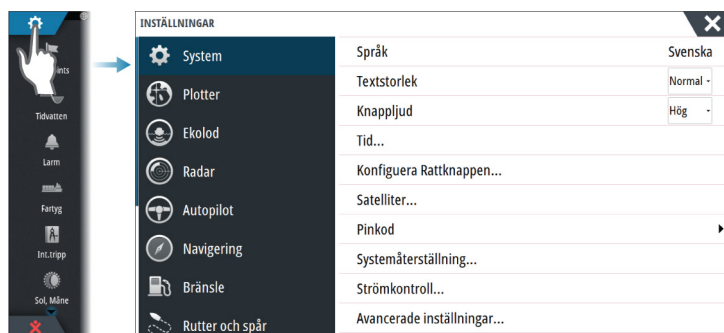 ints
Tidvatten
Larm
Fartyg
Int.tripp
Sol, Måne
INSTÄLLNINGAR
System
Plotter
Ekolod
Radar
Autopilot
Navigering
Bränsle
Rutter och spår
Språk Svenska
Textstorlek Normal
Knappljud Hög
Tid...
Konfiguera Rattknappen...
Satelliter...
Pinkod
Systemåterställning...
Strömkontroll...
Avancerade inställningar...